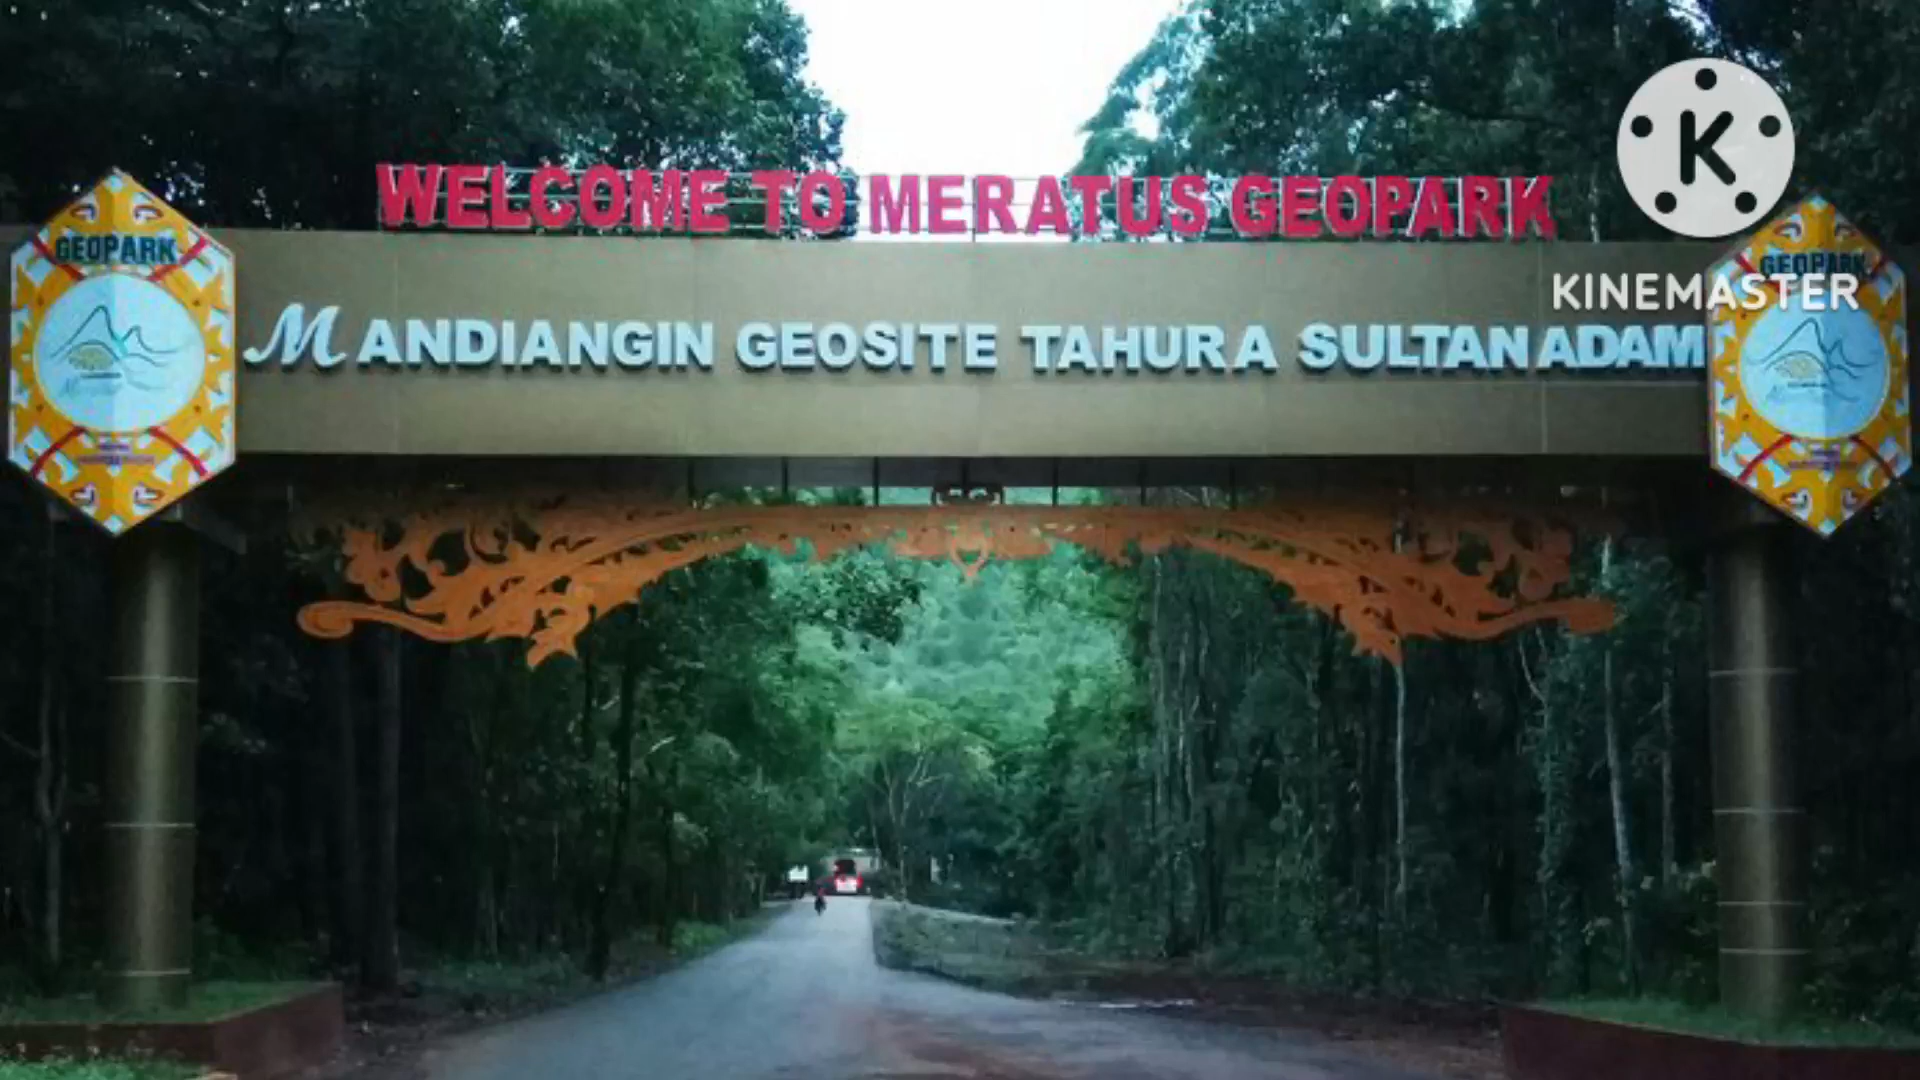 WELCOME TO MERATUS GEOPARK
GEOPARK
GEOPARK
KINEMASTER
MANDIANGIN GEOSITE TAHURA SULTAN ADAM